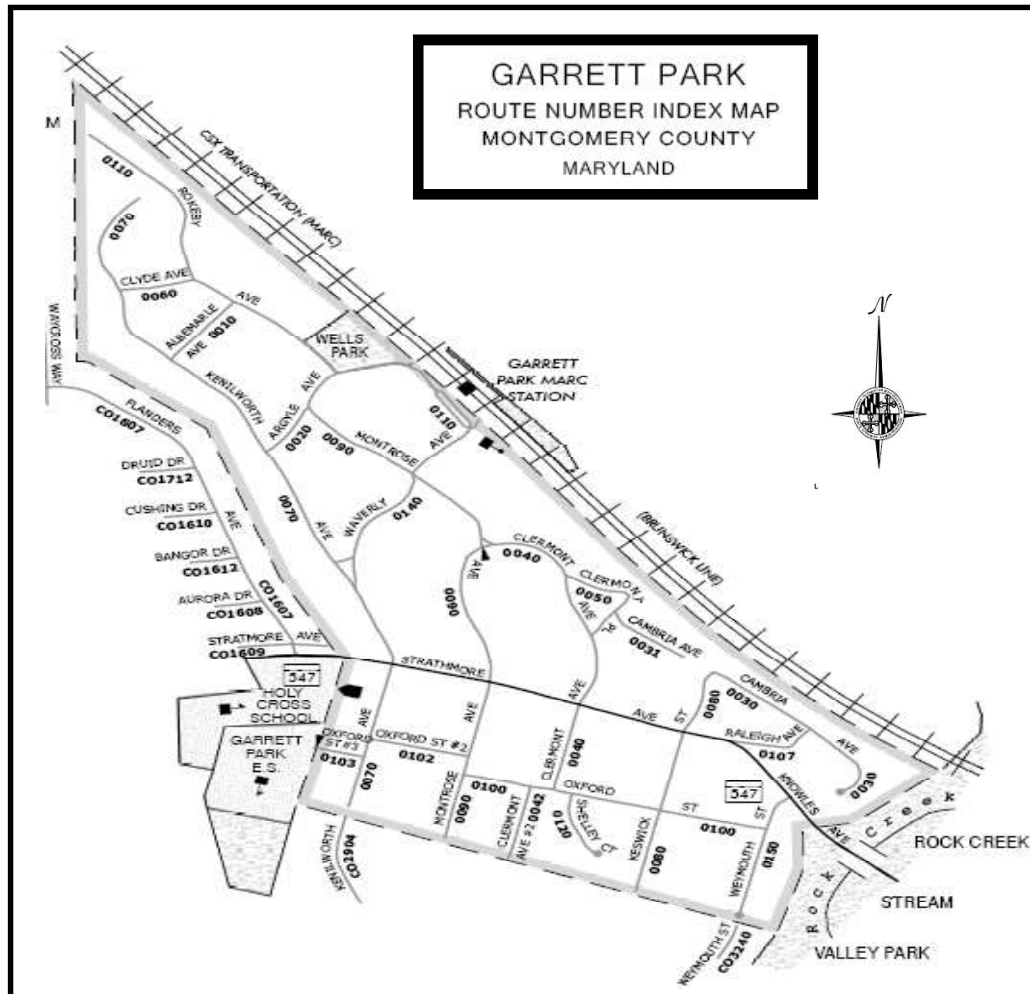 GARRETT PARK
ROUTE NUMBER INDEX MAP
MONTGOMERY COUNTY
MARYLAND
M
CSX TRANSPORTATION (MARC)
0110
ROKEBY
0070
CLYDE AVE
0060
AVE
ALBEMARLE
AVE
0010
WELLS
PARK
N
WAYCROSS WAY
GARRETT
PARK MARC
STATION
KENILWORTH
ARGYLE
AVE
0020
0110
FLANDERS
CO1607
0090
MONTROSE
AVE
DRUID DR
CO1712
0070
AVE
WAVERLY
0140
CUSHING DR
CO1610
AVE
(BRUNSWICK LINE)
BANGOR DR
CO1612
CO1607
AVE
0090
CLERMONT
0040
CLERMONT
0050
AVE
PL
AURORA DR
CO1608
CAMBRIA AVE
0031
STRATMORE AVE
CO1609
547
STRATHMORE
AVE
AVE
ST
0080
CAMBRIA
0030
RALEIGH AVE
0107
AVE
0030
HOLY
CROSS
SCHOOL
GARRETT
PARK
E.S.
OXFORD
ST #3
0103
AVE
0070
OXFORD ST #2
0102
AVE
MONTROSE
0090
0100
CLERMONT
0040
OXFORD
ST
0100
547
KNOWLES
AVE
CLERMONT
AVE #2
0042
0120
SHELLEY
CT
KESWICK
0080
WEYMOUTH
ST
0150
KENILWORTH
CO2904
Rock
Creek
ROCK CREEK
STREAM
VALLEY PARK
WEYMOUTH ST
CO3240